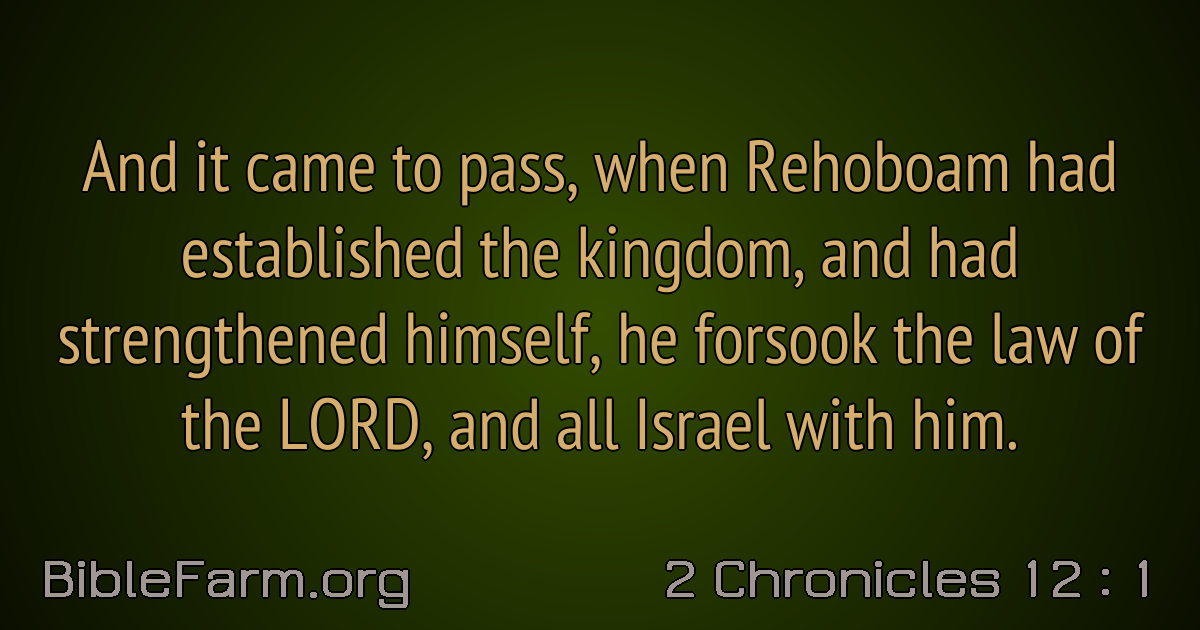 And it came to pass, when Rehoboam had
established the kingdom, and had
strengthened himself, he forsook the law of
the LORD, and all Israel with him.
BibleFarm.org
2 Chronicles 12 : 1